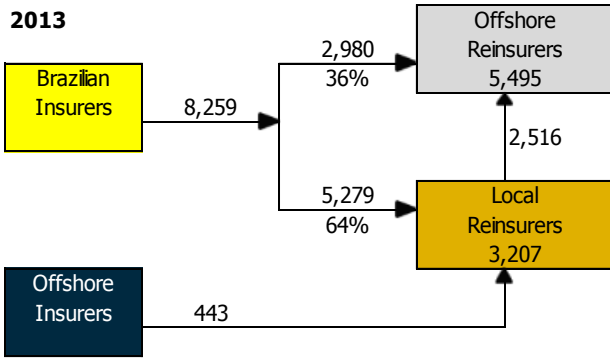 2013
Offshore
Reinsurers
5,495
2,980
36%
Brazilian
Insurers
8,259
2,516
5,279
64%
Local
Reinsurers
3,207
Offshore
Insurers
443